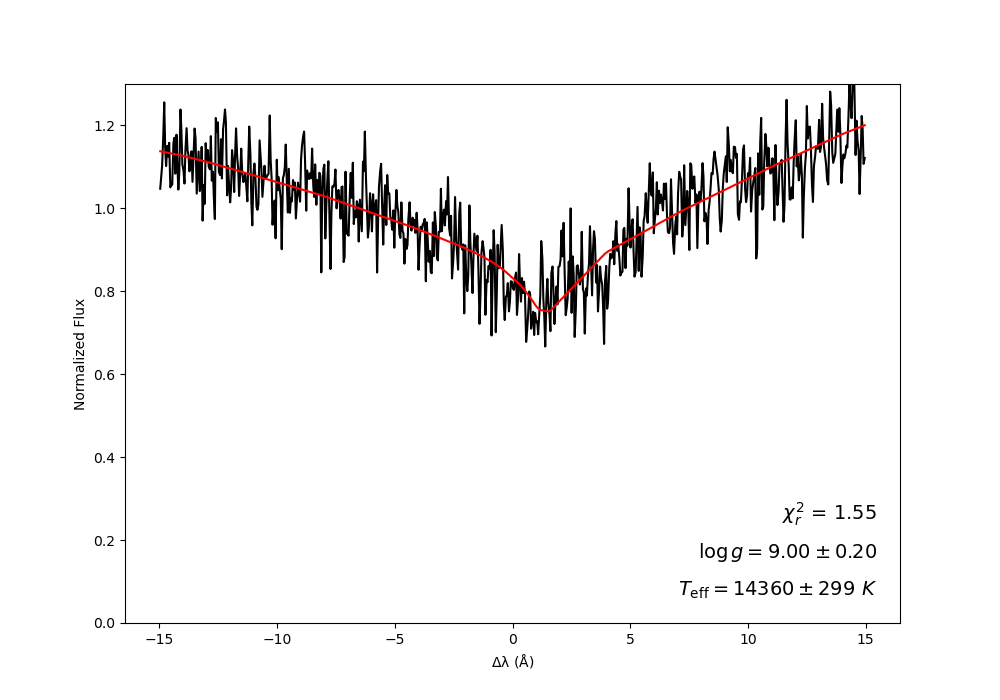 1.2
1.0
0.8
0.6
0.4
0.2
0.0
Normalized Flux
χ²ᵣ = 1.55
log g = 9.00 ± 0.20
T_eff = 14360 ± 299 K
−15 −10 −5 0 5 10 15
Δλ (Å)